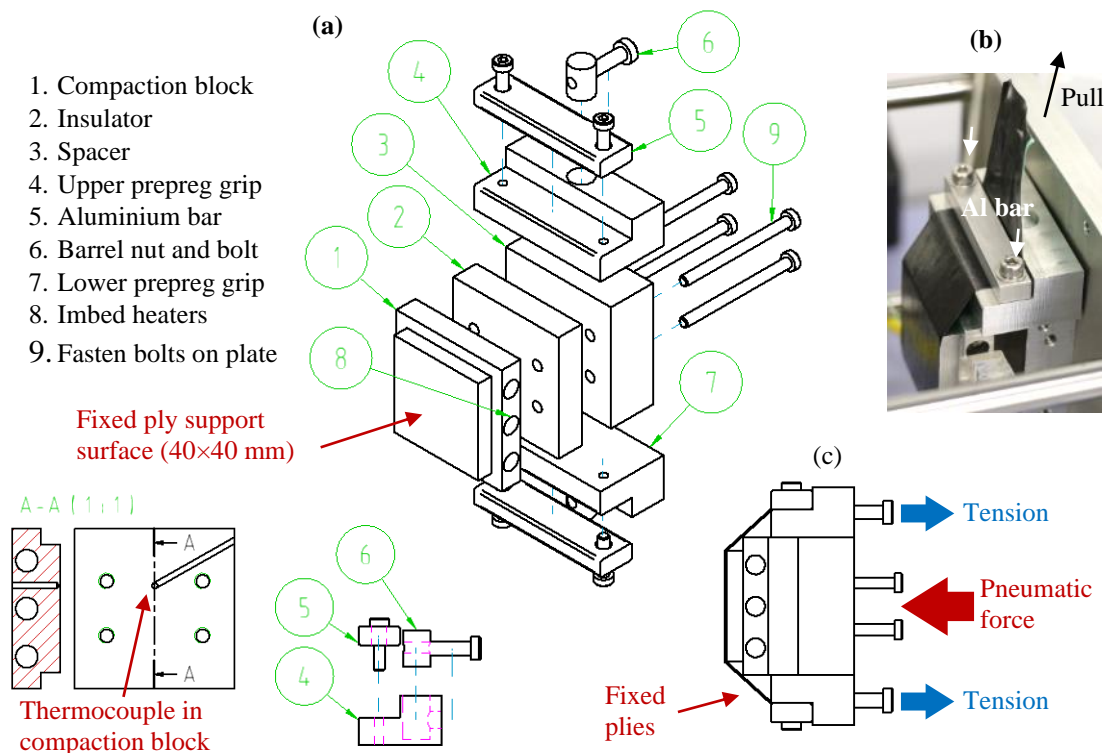 (a)
1. Compaction block
2. Insulator
3. Spacer
4. Upper prepreg grip
5. Aluminium bar
6. Barrel nut and bolt
7. Lower prepreg grip
8. Imbed heaters
9. Fasten bolts on plate
6
4
5
9
3
2
1
8
7
Fixed ply support
surface (40×40 mm)
(b)
Pull
Al bar
A-A (1:1)
A
A
Thermocouple in
compaction block
6
5
4
(c)
Tension
Pneumatic
force
Tension
Fixed
plies